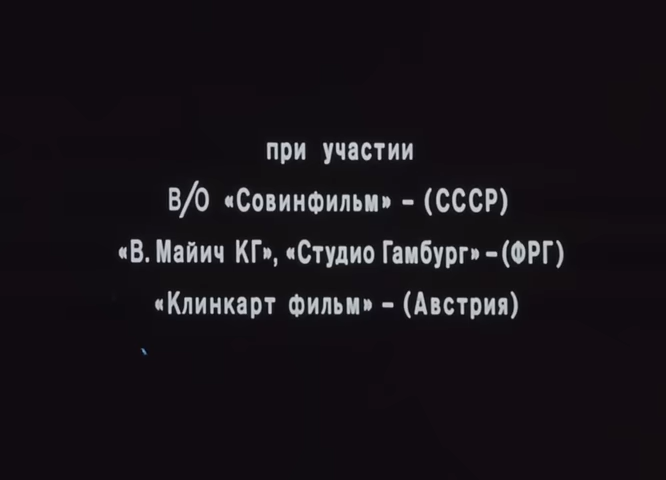 при участии
В/О «Совинфильм» – (СССР)
«В. Майич КГ», «Студио Гамбург» – (ФРГ)
«Клинкарт фильм» – (Австрия)